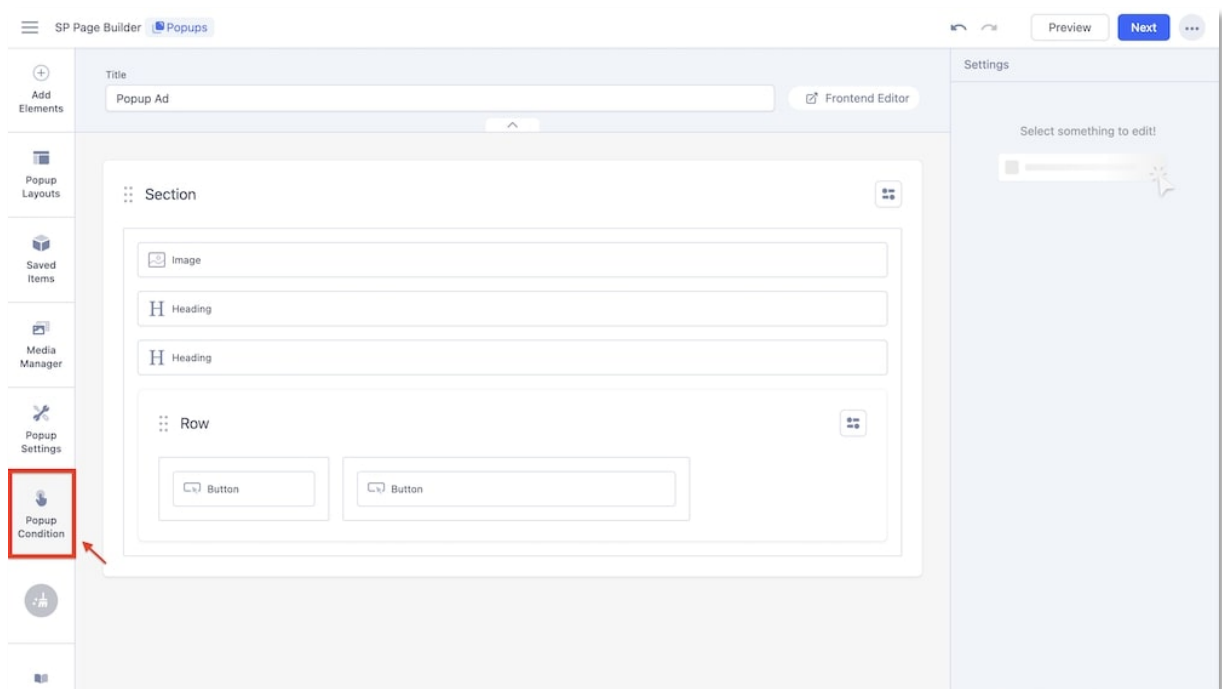 SP Page Builder Popups
Preview
Next
Add
Elements
Popup
Layouts
Saved
Items
Media
Manager
Popup
Settings
Popup
Condition
Title
Popup Ad
Frontend Editor
Section
Image
H Heading
H Heading
Row
Button
Button
Settings
Select something to edit!